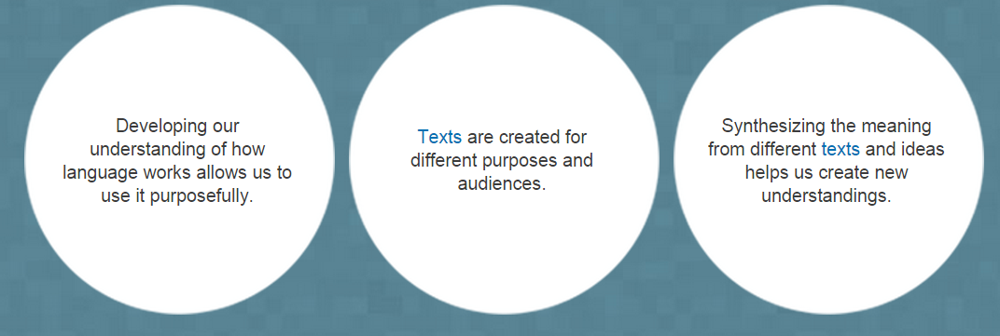 Developing our
understanding of how
language works allows us to
use it purposefully.
Texts are created for
different purposes and
audiences.
Synthesizing the meaning
from different texts and ideas
helps us create new
understandings.